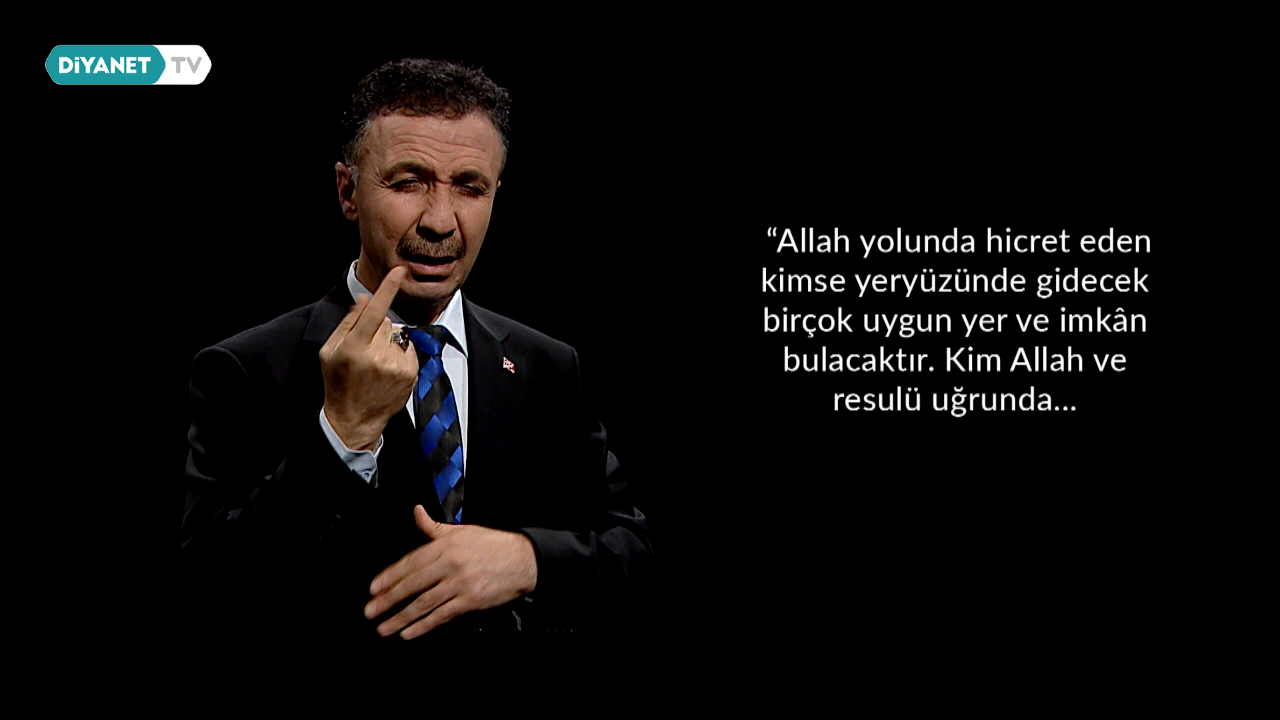 DİYANET TV
“Allah yolunda hicret eden
kimse yeryüzünde gidecek
birçok uygun yer ve imkân
bulacaktır. Kim Allah ve
resulü uğrunda...